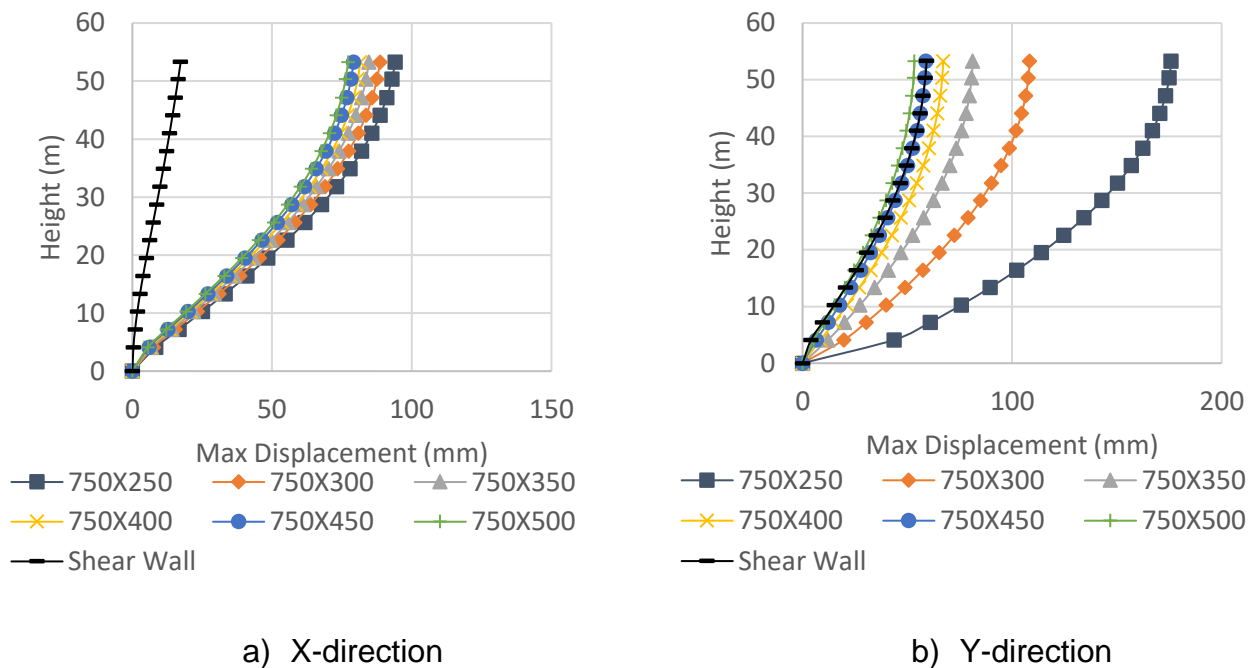 60
50
40
30
20
10
0
Height (m)
0 50 100 150
Max Displacement (mm)
750X250 750X300 750X350
750X400 750X450 750X500
Shear Wall
a) X-direction
60
50
40
30
20
10
0
Height (m)
0 100 200
Max Displacement (mm)
750X250 750X300 750X350
750X400 750X450 750X500
Shear Wall
b) Y-direction